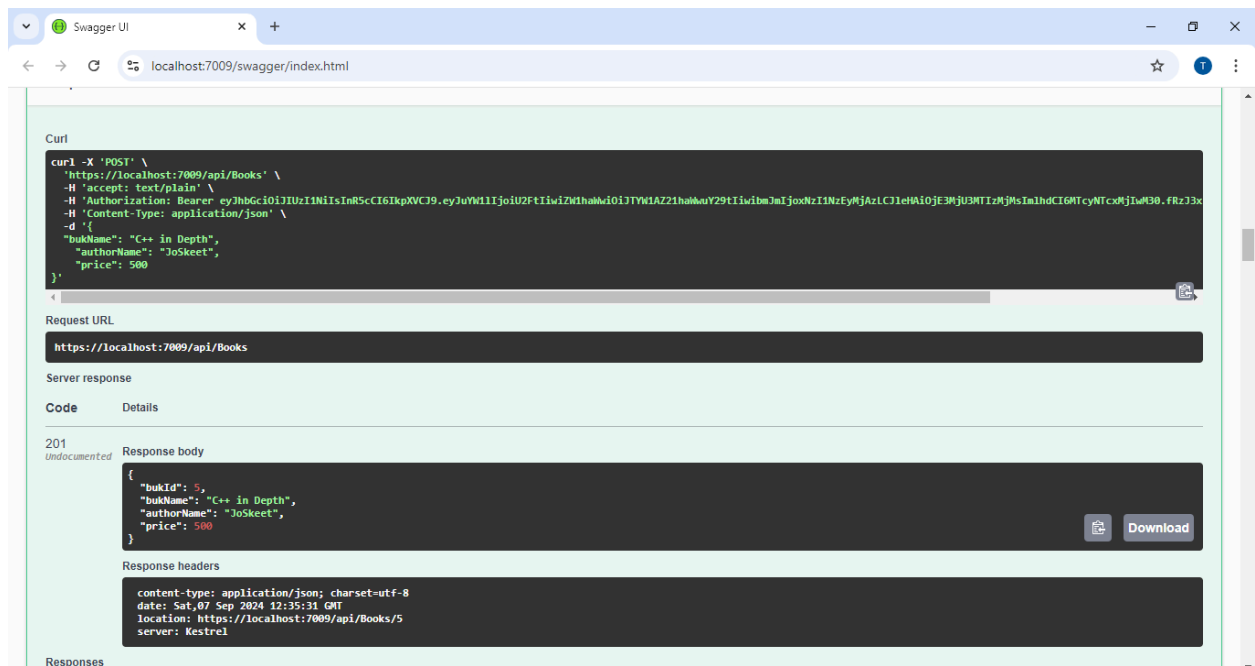 Swagger UI
localhost:7009/swagger/index.html
T
Curl
curl -X 'POST' \
'https://localhost:7009/api/Books' \
-H 'accept: text/plain' \
-H 'Authorization: Bearer
-H 'Content-Type: application/json' \
-d '{
"bukName": "C++ in Depth",
"authorName": "JoSkeet",
"price": 500
}'
Request URL
https://localhost:7009/api/Books
Server response
Code Details
201
Undocumented
Response body
{
"bukId": 5,
"bukName": "C++ in Depth",
"authorName": "JoSkeet",
"price": 500
}
Download
Response headers
content-type: application/json; charset=utf-8
date: Sat,07 Sep 2024 12:35:31 GMT
location: https://localhost:7009/api/Books/5
server: Kestrel
Responses